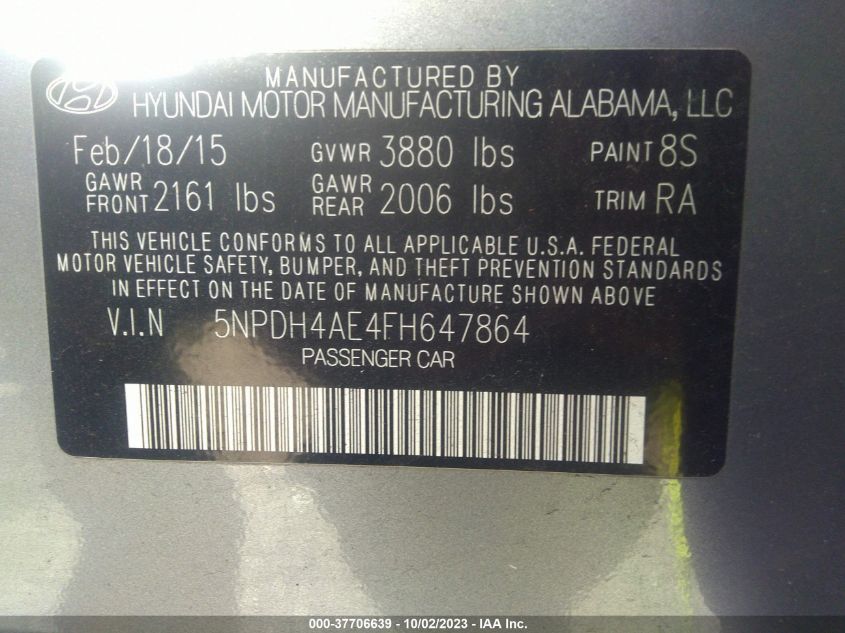 MANUFACTURED BY
HYUNDAI MOTOR MANUFACTURING ALABAMA, LLC
Feb/18/15 GVWR 3880 lbs PAINT 8S
GAWR FRONT 2161 lbs GAWR REAR 2006 lbs TRIM RA
THIS VEHICLE CONFORMS TO ALL APPLICABLE U.S.A. FEDERAL
MOTOR VEHICLE SAFETY, BUMPER, AND THEFT PREVENTION STANDARDS
IN EFFECT ON THE DATE OF MANUFACTURING SHOWN ABOVE
V.I.N 5NPDH4AE4FH647864
PASSENGER CAR
000-37706639 - 10/02/2023 - IAA Inc.